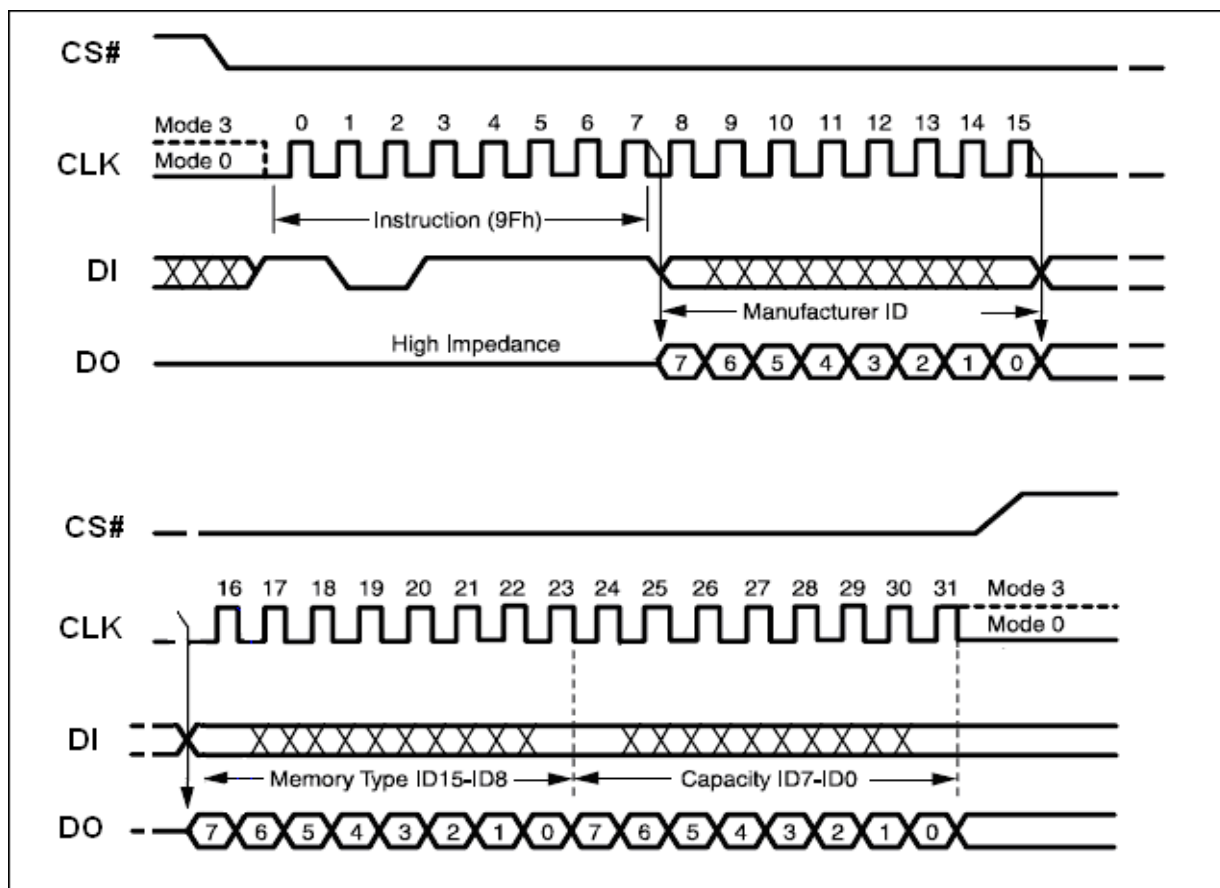 CS#
Mode 3 0 1 2 3 4 5 6 7 8 9 10 11 12 13 14 15
CLK Mode 0
Instruction (9Fh)
DI
Manufacturer ID
High Impedance
DO 7 6 5 4 3 2 1 0
CS#
16 17 18 19 20 21 22 23 24 25 26 27 28 29 30 31 Mode 3
CLK Mode 0
DI
Memory Type ID15-ID8 Capacity ID7-ID0
DO 7 6 5 4 3 2 1 0 7 6 5 4 3 2 1 0